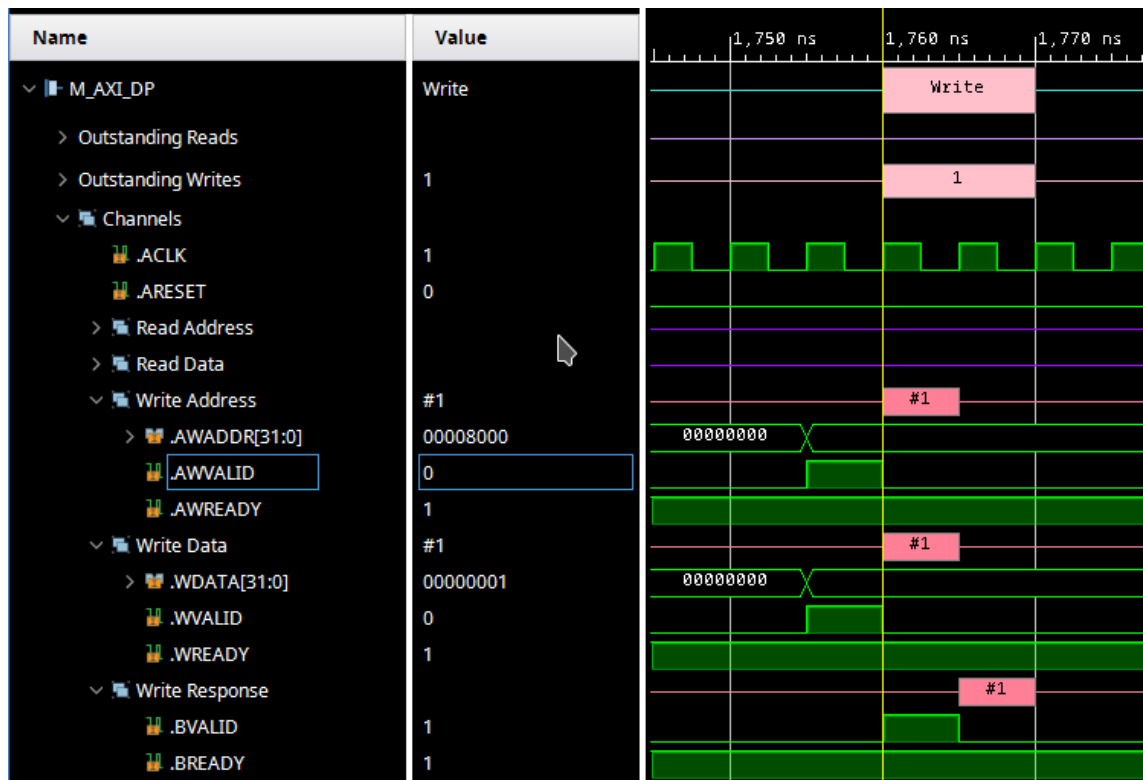 Name Value
1,750 ns 1,760 ns 1,770 ns
M_AXI_DP Write Write
Outstanding Reads
Outstanding Writes 1 1
Channels
.ACLK 1
.ARESET 0
Read Address
Read Data
Write Address #1 #1
.AWADDR[31:0] 00008000 00000000
.AWVALID 0
.AWREADY 1
Write Data #1 #1
.WDATA[31:0] 00000001 00000000
.WVALID 0
.WREADY 1
Write Response #1
.BVALID 1
.BREADY 1